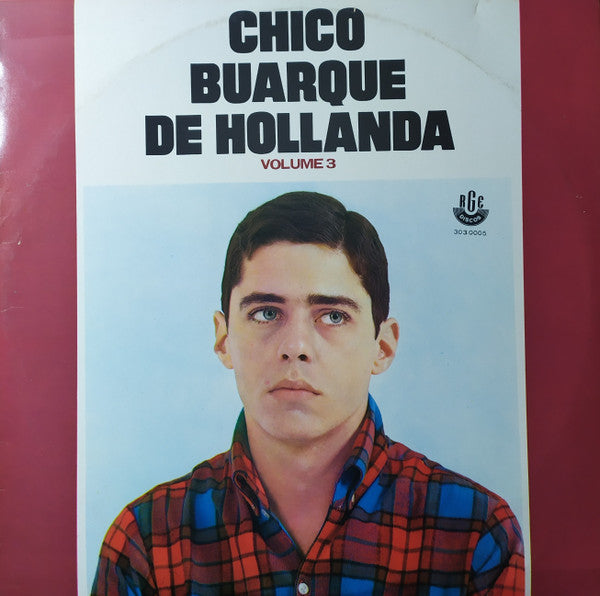 CHICO
BUARQUE
DE HOLLANDA
VOLUME 3
RGE
DISCOS
303.0005